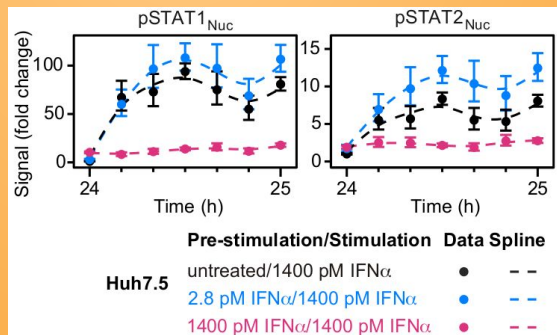 pSTAT1Nuc
pSTAT2Nuc
Signal (fold change)
100
50
0
24
25
Time (h)
15
10
5
0
24
25
Time (h)
Pre-stimulation/Stimulation Data Spline
Huh7.5
untreated/1400 pM IFNα
2.8 pM IFNα/1400 pM IFNα
1400 pM IFNα/1400 pM IFNα